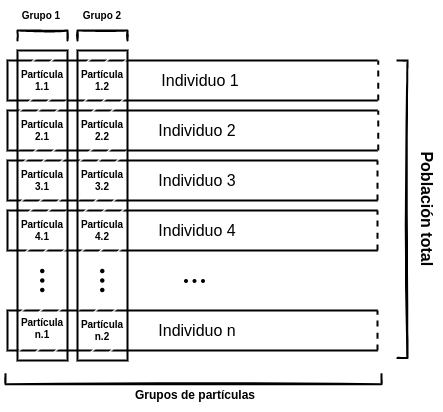 Grupo 1 Grupo 2
Partícula Partícula Individuo 1
1.1 1.2
Partícula Partícula Individuo 2
2.1 2.2
Partícula Partícula Individuo 3
3.1 3.2
Partícula Partícula Individuo 4
4.1 4.2
...
Partícula Partícula Individuo n
n.1 n.2
Población total
Grupos de partículas